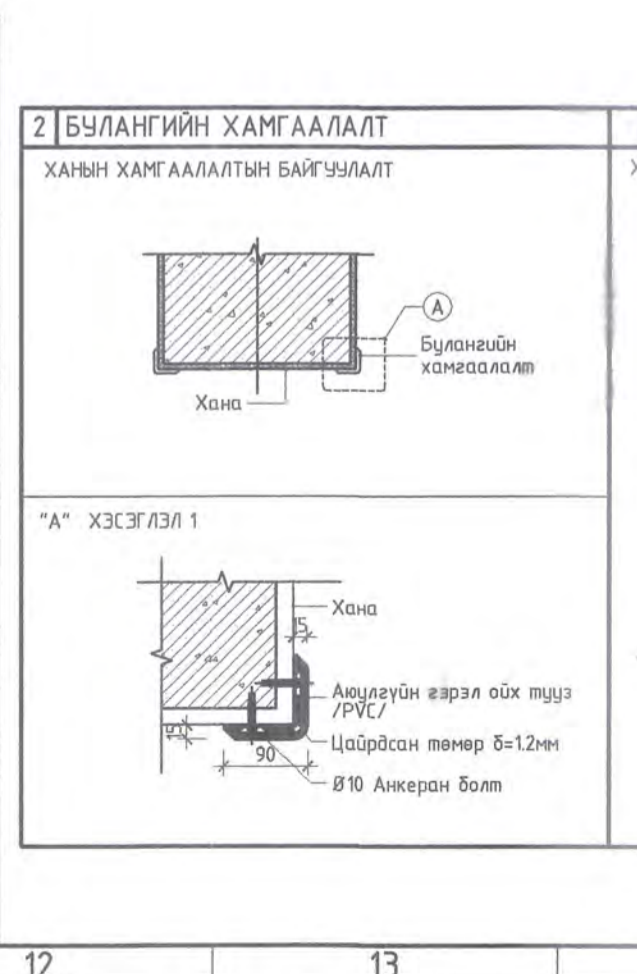 2 БУЛАНГИЙН ХАМГААЛАЛТ
ХАНЫН ХАМГААЛАЛТЫН БАЙГУУЛАЛТ
А
Булангийн
хамгаалалт
Хана
"А" ХЭСЭГЛЭЛ 1
Хана
15
Аюулгүйн гэрэл ойх тууз
/PVC/
15
Цайрдсан төмөр δ=1.2мм
90
Ø10 Анкеран болт
12
13